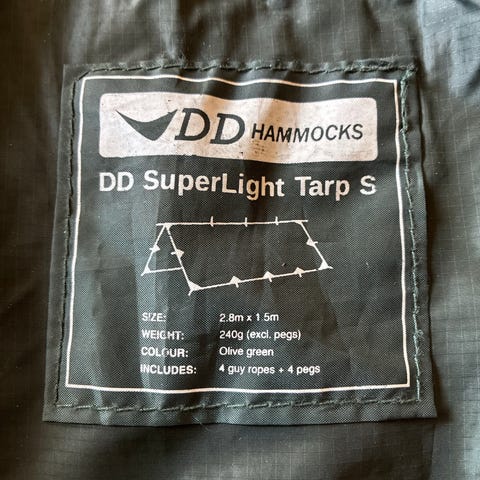 DD HAMMOCKS
DD SuperLight Tarp S
SIZE: 2.8m x 1.5m
WEIGHT: 240g (excl. pegs)
COLOUR: Olive green
INCLUDES: 4 guy ropes + 4 pegs